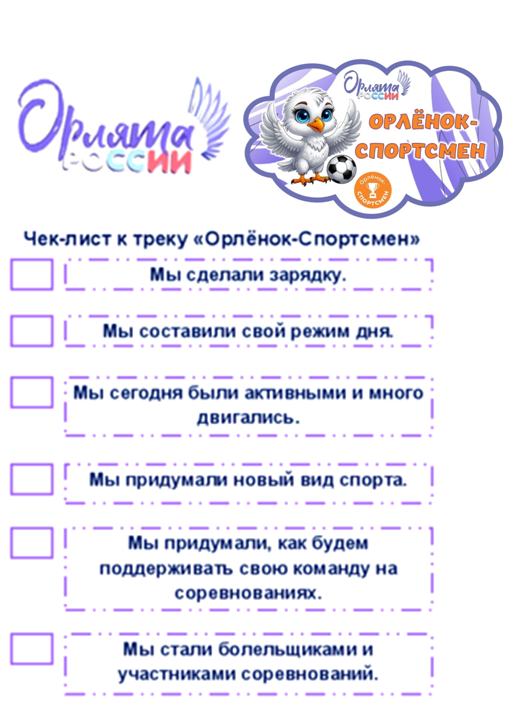 Орлята
РОССИИ
Орлята
РОССИИ
ОРЛЁНОК-
СПОРТСМЕН
Орлёнок-
СПОРТСМЕН
Чек-лист к треку «Орлёнок-Спортсмен»
Мы сделали зарядку.
Мы составили свой режим дня.
Мы сегодня были активными и много
двигались.
Мы придумали новый вид спорта.
Мы придумали, как будем
поддерживать свою команду на
соревнованиях.
Мы стали болельщиками и
участниками соревнований.